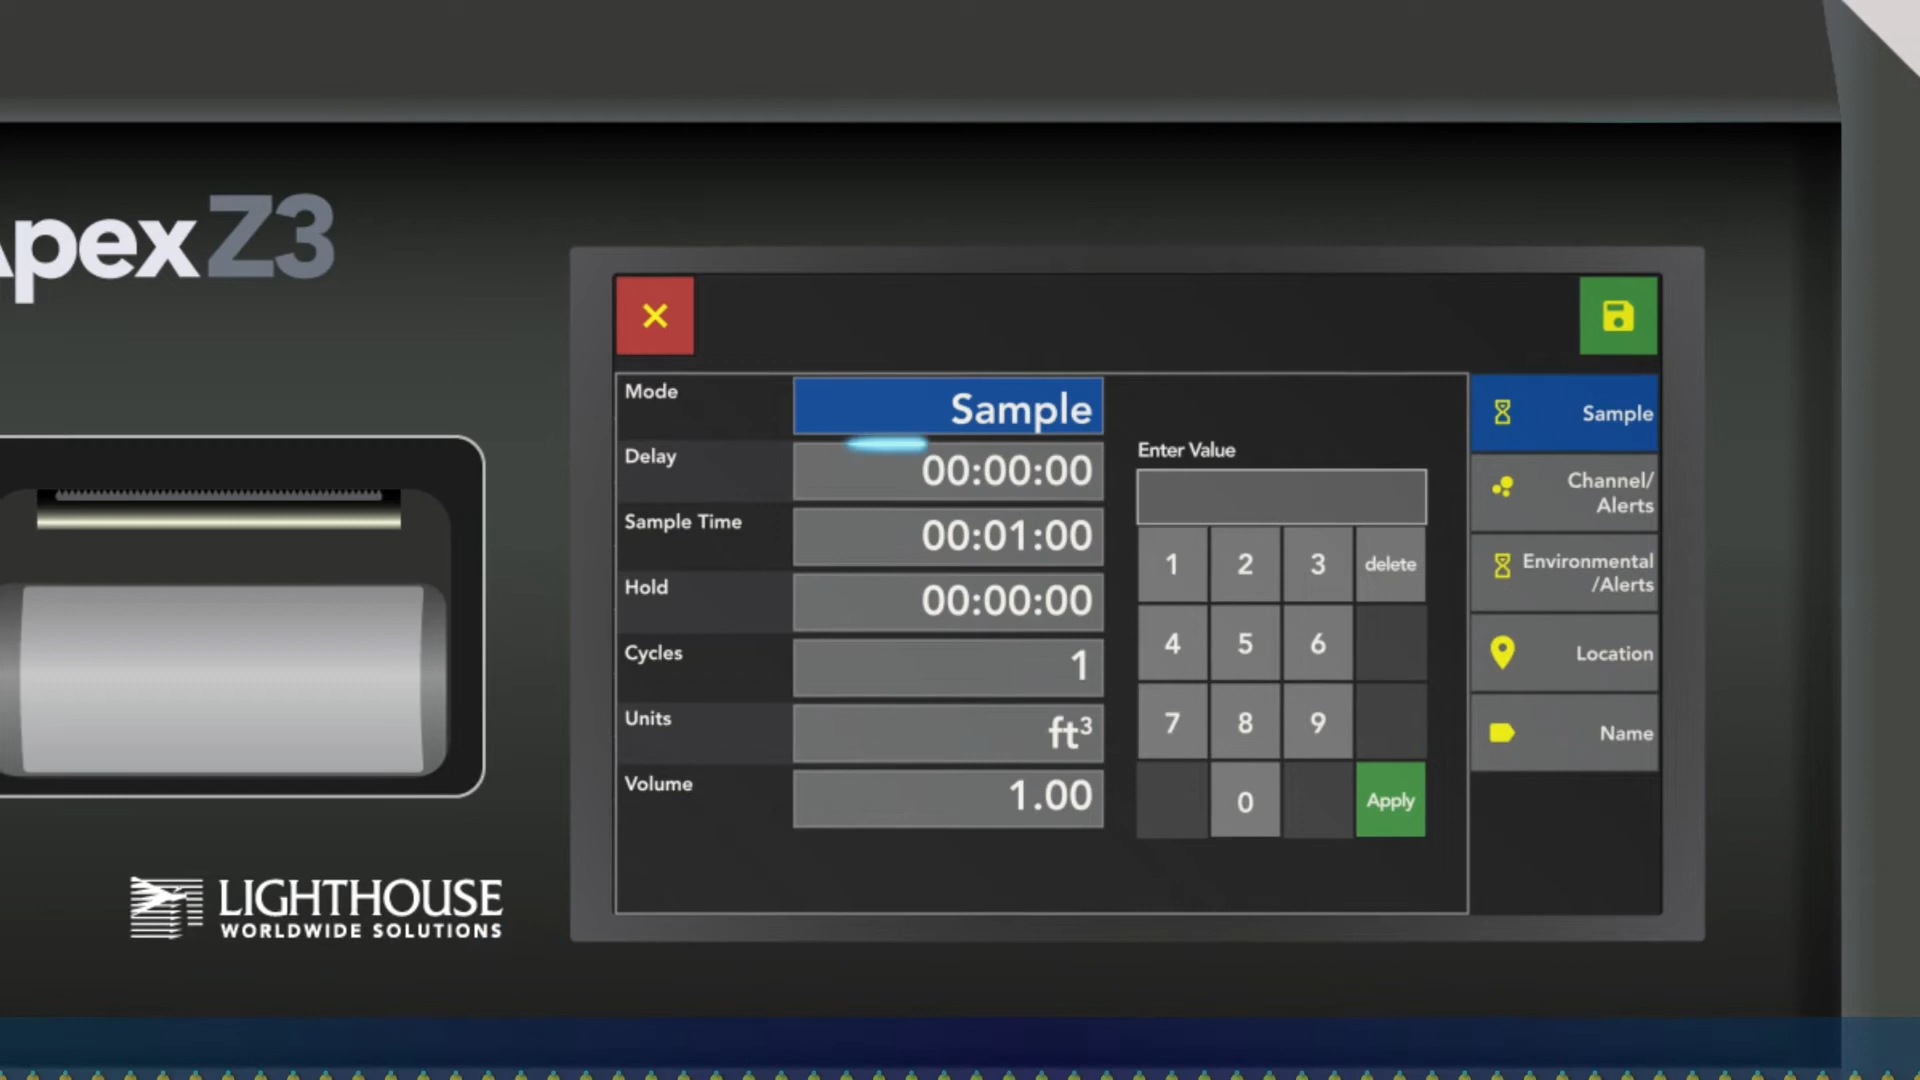 ApexZ3
Mode Sample
Delay 00:00:00
Sample Time 00:01:00
Hold 00:00:00
Cycles 1
Units ft³
Volume 1.00
Enter Value
1 2 3 delete
4 5 6
7 8 9
0 Apply
Sample
Channel/
Alerts
Environmental
/Alerts
Location
Name
LIGHTHOUSE
WORLDWIDE SOLUTIONS